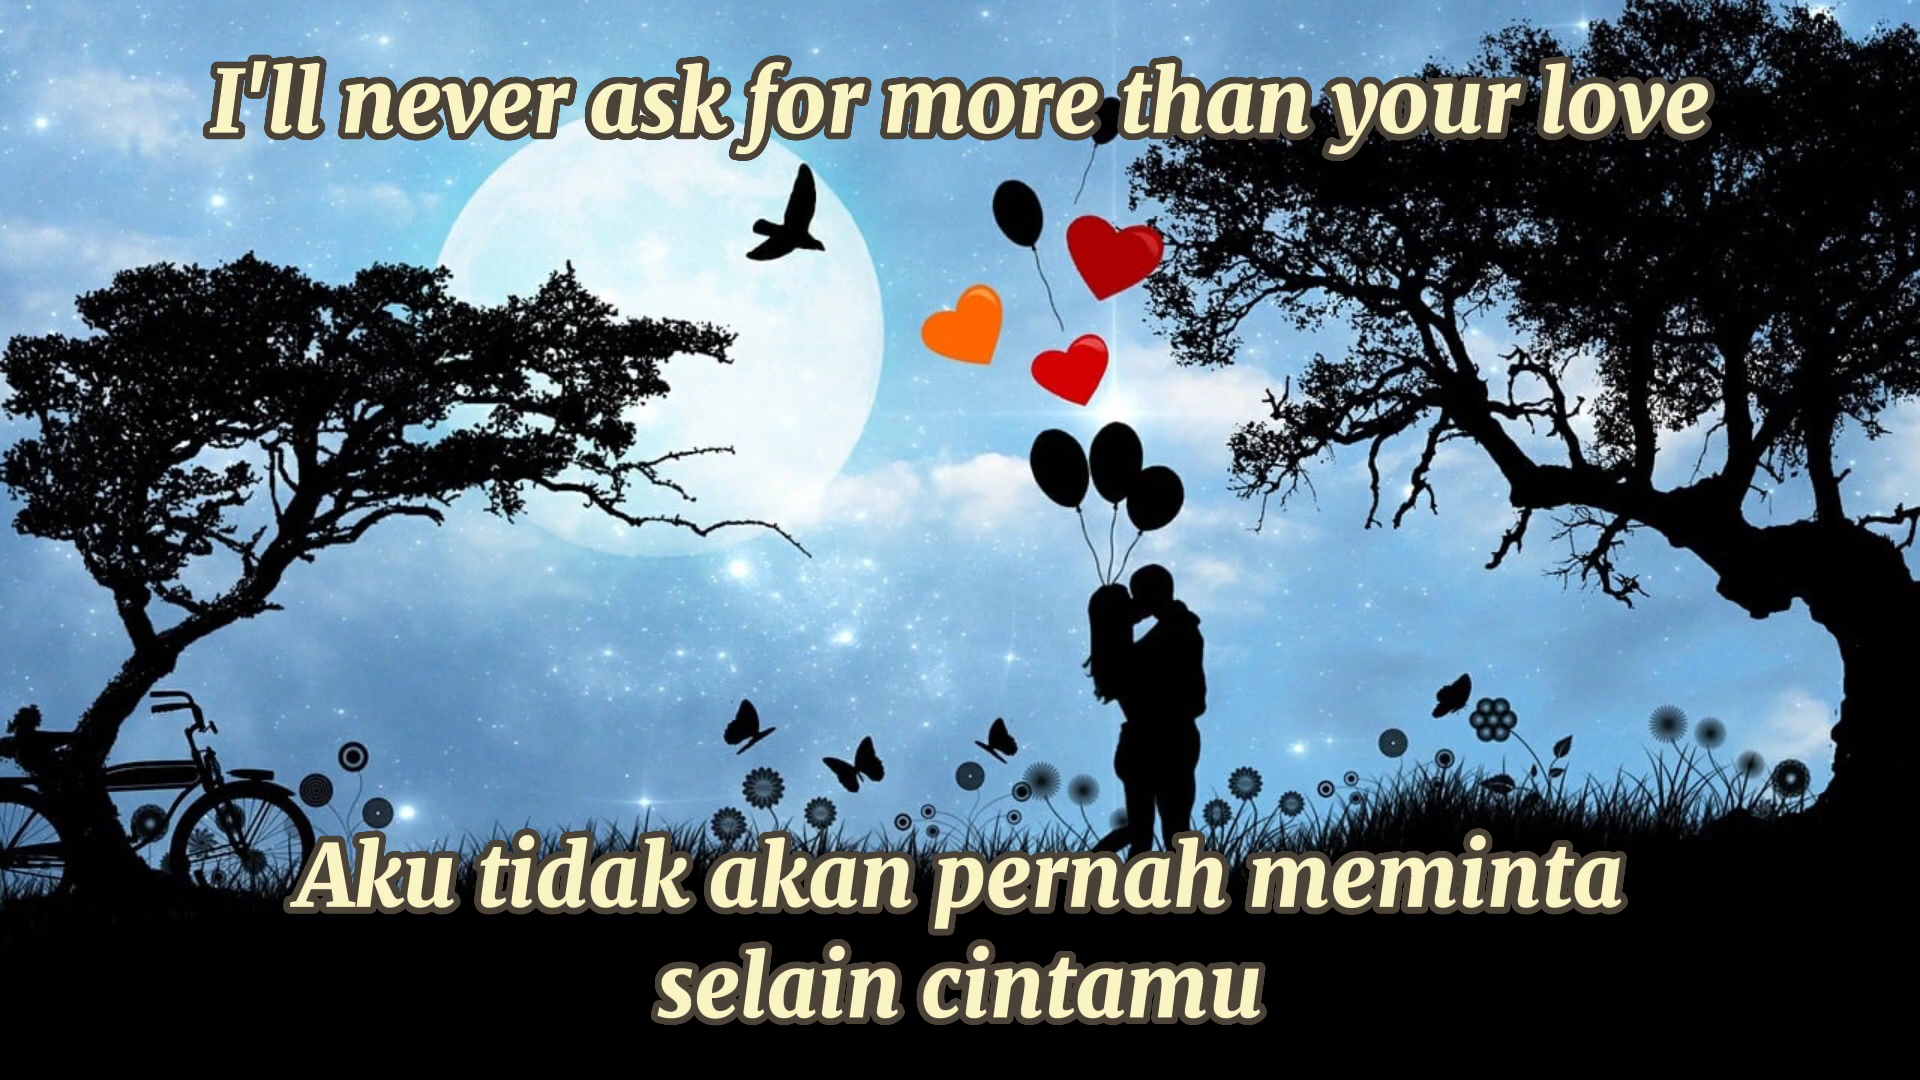 I'll never ask for more than your love
Aku tidak akan pernah meminta
selain cintamu